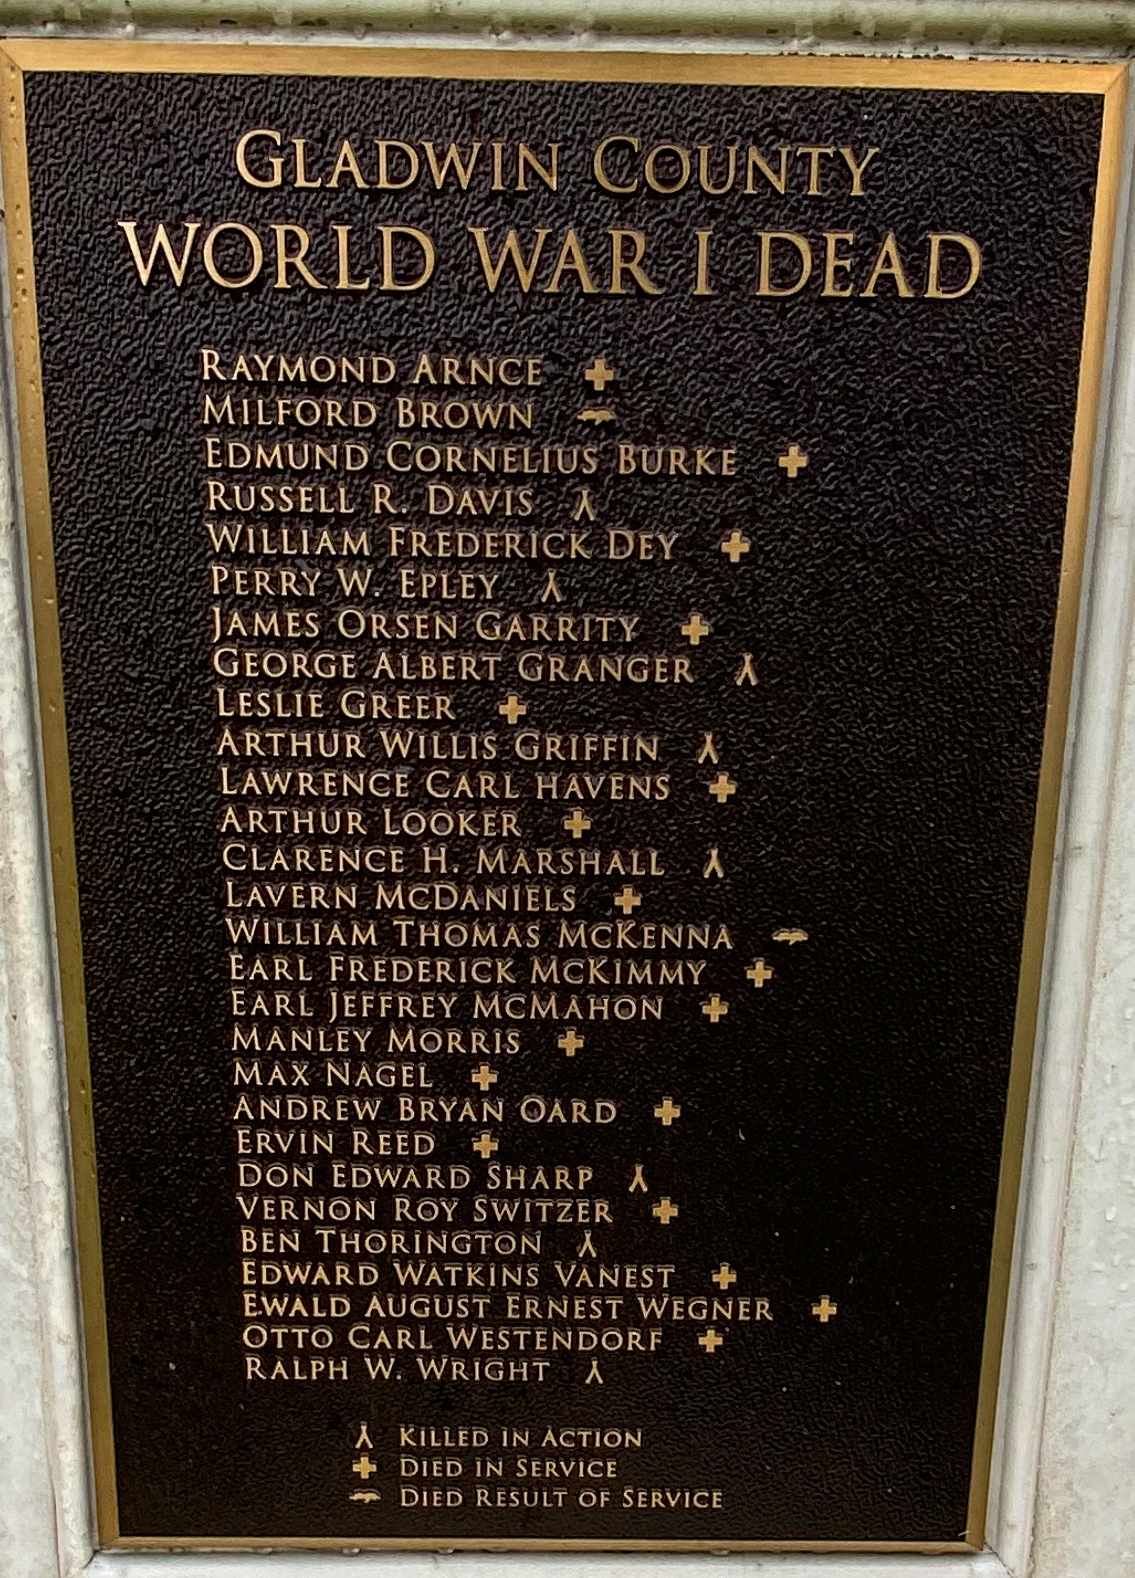 GLADWIN COUNTY
WORLD WAR I DEAD
RAYMOND ARNCE
MILFORD BROWN
EDMUND CORNELIUS BURKE
RUSSELL R. DAVIS
WILLIAM FREDERICK DEY
PERRY W. EPLEY
JAMES ORSEN GARRITY
GEORGE ALBERT GRANGER
LESLIE GREER
ARTHUR WILLIS GRIFFIN
LAWRENCE CARL HAVENS
ARTHUR LOOKER
CLARENCE H. MARSHALL
LAVERN MCDANIELS
WILLIAM THOMAS MCKENNA
EARL FREDERICK MCKIMMY
EARL JEFFREY MCMAHON
MANLEY MORRIS
MAX NAGEL
ANDREW BRYAN OARD
ERVIN REED
DON EDWARD SHARP
VERNON ROY SWITZER
BEN THORINGTON
EDWARD WATKINS VANEST
EWALD AUGUST ERNEST WEGNER
OTTO CARL WESTENDORF
RALPH W. WRIGHT
KILLED IN ACTION
DIED IN SERVICE
DIED RESULT OF SERVICE